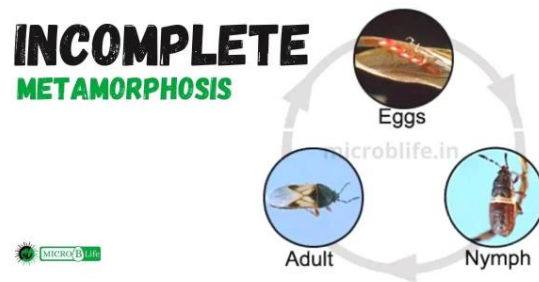 INCOMPLETE
METAMORPHOSIS
Eggs
microblife.in
Adult
Nymph
MICRO B Life